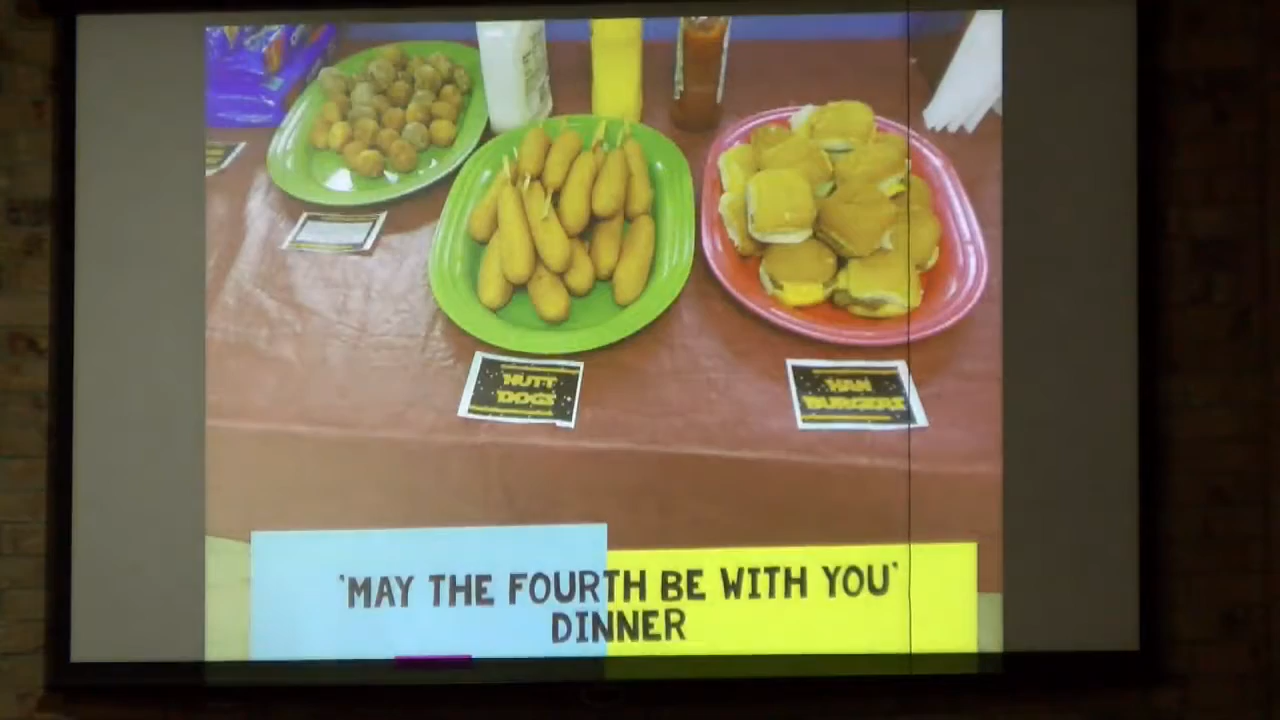 HUTT
DOGS
HAN
BURGERS
'MAY THE FOURTH BE WITH YOU'
DINNER